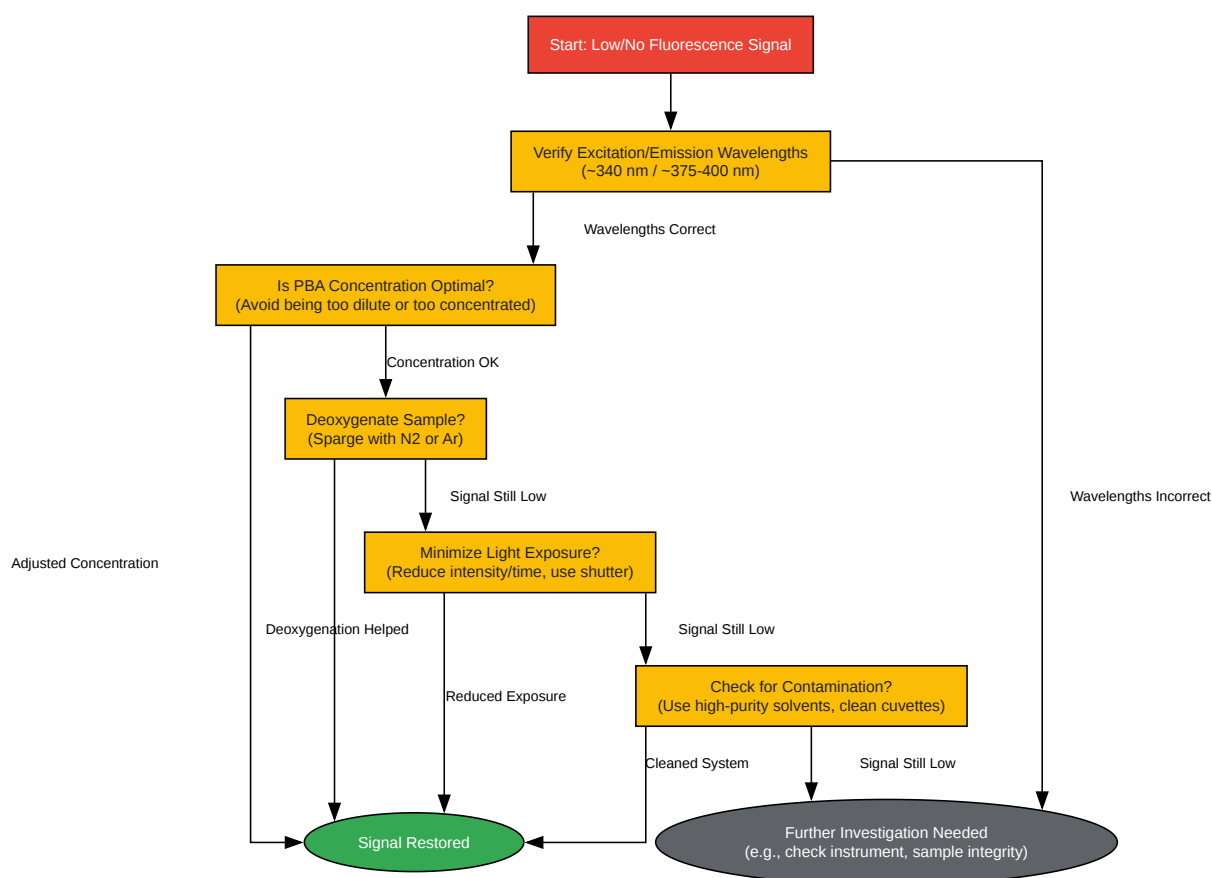 Start: Low/No Fluorescence Signal
Verify Excitation/Emission Wavelengths
(~340 nm / ~375-400 nm)
Wavelengths Correct
Is PBA Concentration Optimal?
(Avoid being too dilute or too concentrated)
Concentration OK
Deoxygenate Sample?
(Sparge with N2 or Ar)
Signal Still Low
Wavelengths Incorrect
Minimize Light Exposure?
(Reduce intensity/time, use shutter)
Adjusted Concentration
Deoxygenation Helped
Signal Still Low
Check for Contamination?
(Use high-purity solvents, clean cuvettes)
Reduced Exposure
Cleaned System
Signal Still Low
Signal Restored
Further Investigation Needed
(e.g., check instrument, sample integrity)